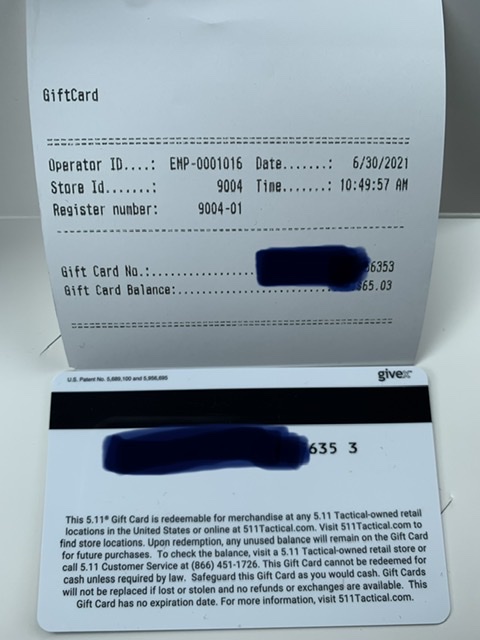 GiftCard
Operator ID....: EMP-0001016 Date.......: 6/30/2021
Store Id.......: 9004 Time.......: 10:49:57 AM
Register number: 9004-01
Gift Card No.:............... 6353
Gift Card Balance:............... $65.03
U.S. Patent No. 5,689,100 and 5,956,695
givex
635 3
This 5.11® Gift Card is redeemable for merchandise at any 5.11 Tactical-owned retail
locations in the United States or online at 511Tactical.com. Visit 511Tactical.com to
find store locations. Upon redemption, any unused balance will remain on the Gift Card
for future purchases. To check the balance, visit a 5.11 Tactical-owned retail store or
call 5.11 Customer Service at (866) 451-1726. This Gift Card cannot be redeemed for
cash unless required by law. Safeguard this Gift Card as you would cash. Gift Cards
will not be replaced if lost or stolen and no refunds or exchanges are available. This
Gift Card has no expiration date. For more information, visit 511Tactical.com.